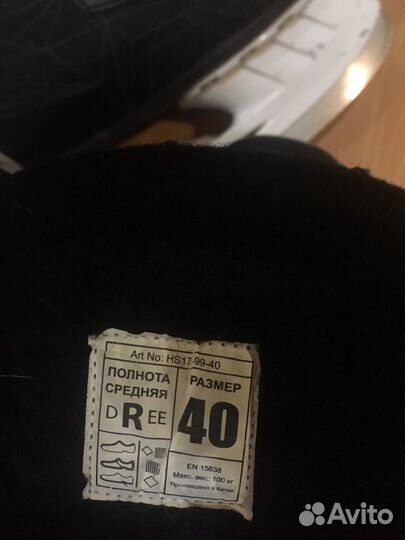 Art No: HS17-99-40
ПОЛНОТА
СРЕДНЯЯ
D R EE
РАЗМЕР
40
EN 15638
Макс. вес: 100 кг
Произведено в Китае
Avito